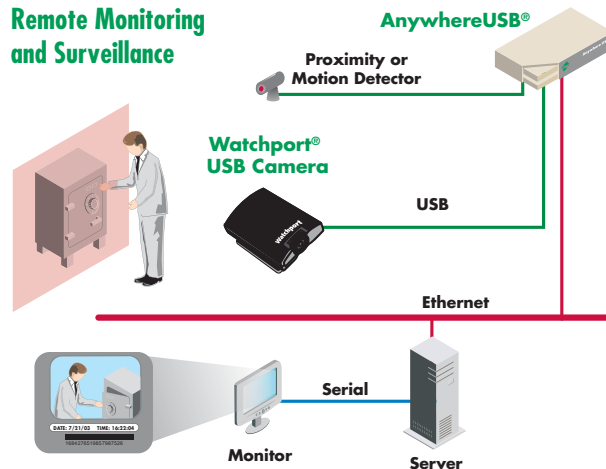 Remote Monitoring
and Surveillance
AnywhereUSB®
Proximity or
Motion Detector
Watchport®
USB Camera
Watchport
USB
Ethernet
Serial
DATE: 7/21/03 TIME: 16:22:04
Monitor
Server